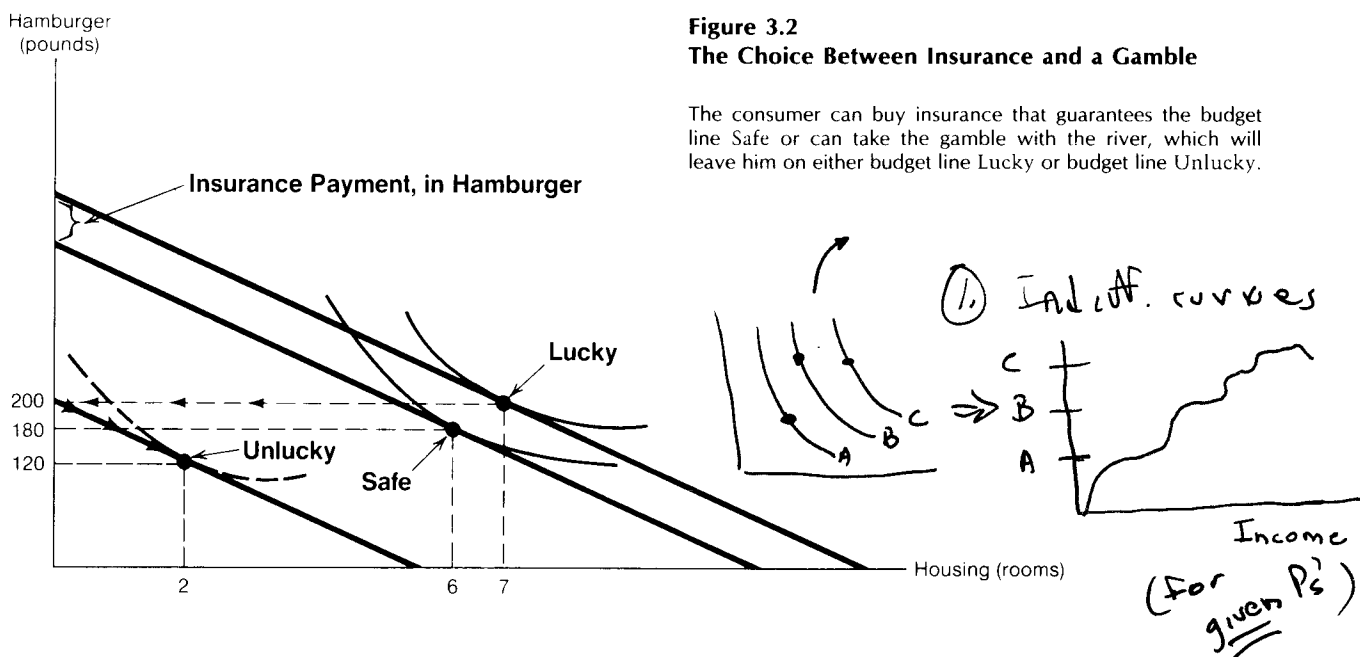 Hamburger
(pounds)
Figure 3.2
The Choice Between Insurance and a Gamble
The consumer can buy insurance that guarantees the budget
line Safe or can take the gamble with the river, which will
leave him on either budget line Lucky or budget line Unlucky.
Insurance Payment, in Hamburger
① Indiff. curves
Lucky
200
180
120
Unlucky
Safe
2
6
7
Housing (rooms)
A
B
C
⇒
C
B
A
Income
(For
given P's)